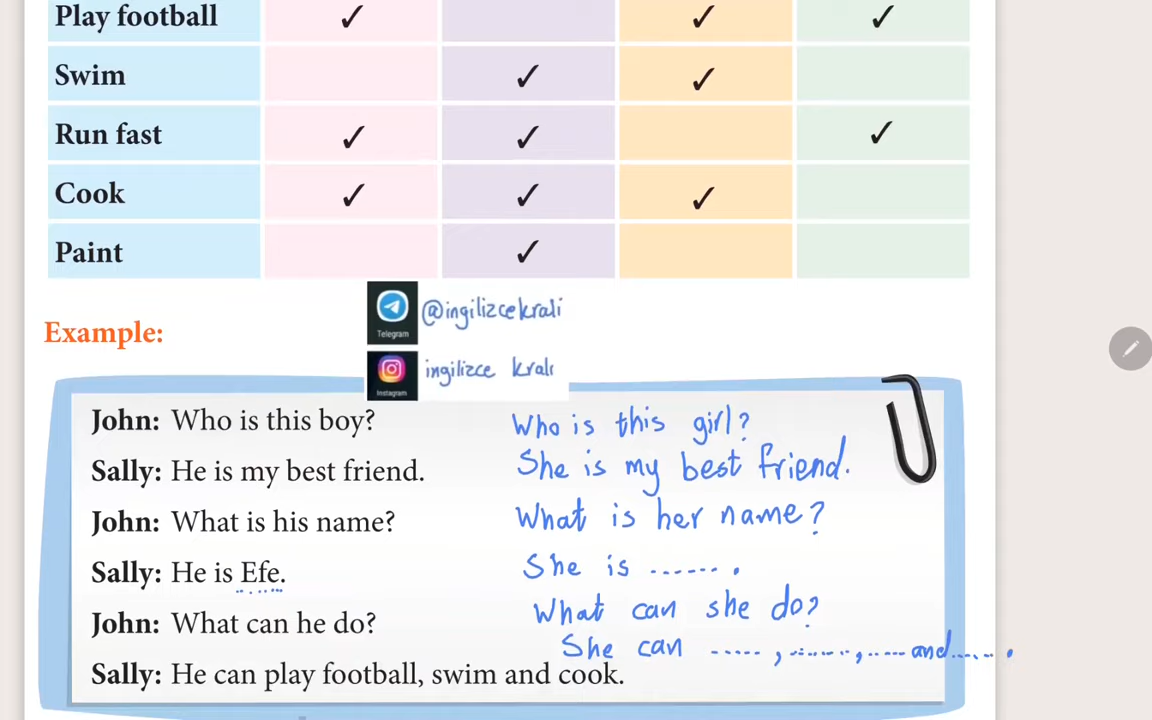 Play football ✓ ✓ ✓
Swim ✓ ✓
Run fast ✓ ✓ ✓
Cook ✓ ✓ ✓
Paint ✓
Telegram
@ingilizcekrali
Example:
Instagram
ingilizce kralı
John: Who is this boy?
Who is this girl?
Sally: He is my best friend.
She is my best friend.
John: What is his name?
What is her name?
Sally: He is Efe.
She is ....... .
John: What can he do?
What can she do?
She can ....., ......., ..... and ...... .
Sally: He can play football, swim and cook.